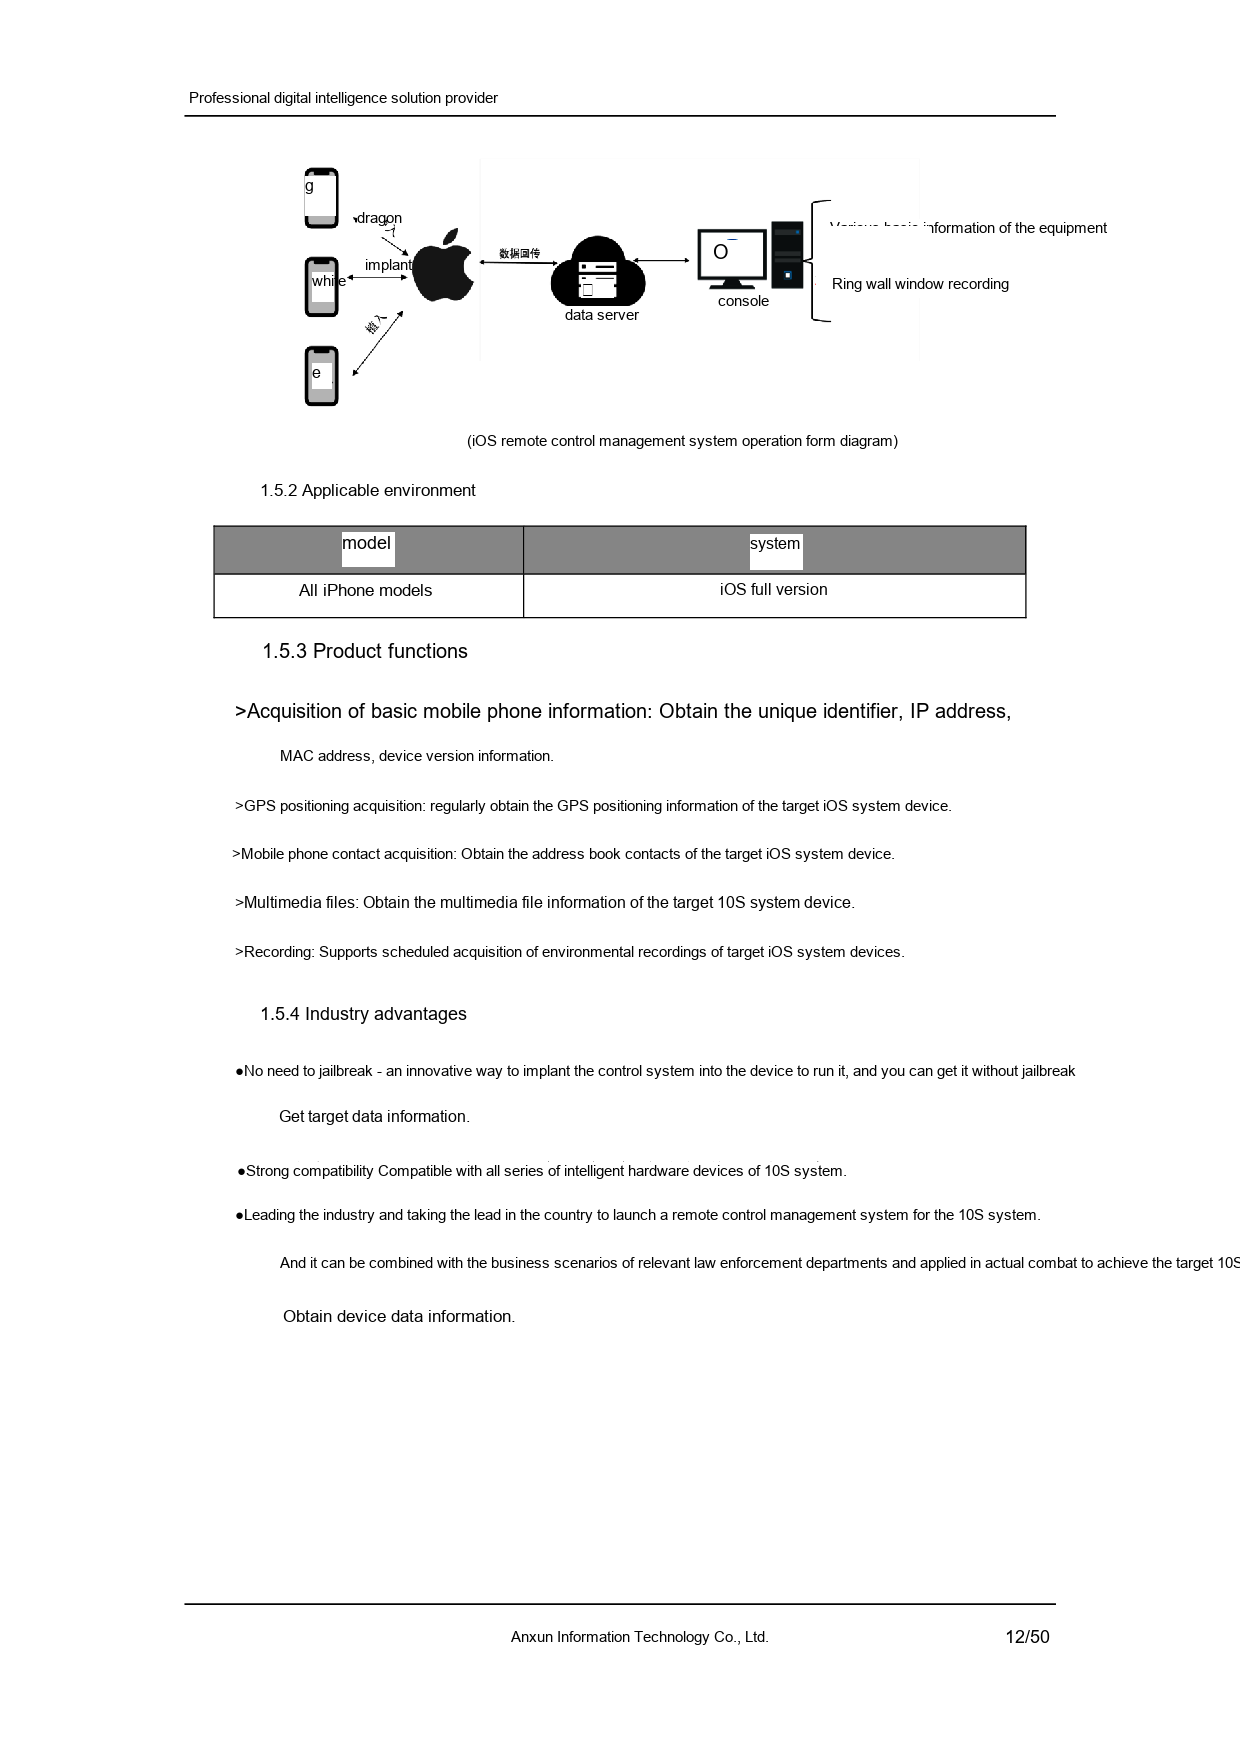 Professional digital intelligence solution provider
g
dragon
入
implant
white
植入
e
数据回传
data server
O
console
Various basic information of the equipment
Ring wall window recording
(iOS remote control management system operation form diagram)
1.5.2 Applicable environment
model system
All iPhone models iOS full version
1.5.3 Product functions
>Acquisition of basic mobile phone information: Obtain the unique identifier, IP address,
MAC address, device version information.
>GPS positioning acquisition: regularly obtain the GPS positioning information of the target iOS system device.
>Mobile phone contact acquisition: Obtain the address book contacts of the target iOS system device.
>Multimedia files: Obtain the multimedia file information of the target 10S system device.
>Recording: Supports scheduled acquisition of environmental recordings of target iOS system devices.
1.5.4 Industry advantages
●No need to jailbreak - an innovative way to implant the control system into the device to run it, and you can get it without jailbreak
Get target data information.
●Strong compatibility Compatible with all series of intelligent hardware devices of 10S system.
●Leading the industry and taking the lead in the country to launch a remote control management system for the 10S system.
And it can be combined with the business scenarios of relevant law enforcement departments and applied in actual combat to achieve the target 10S
Obtain device data information.
Anxun Information Technology Co., Ltd.
12/50